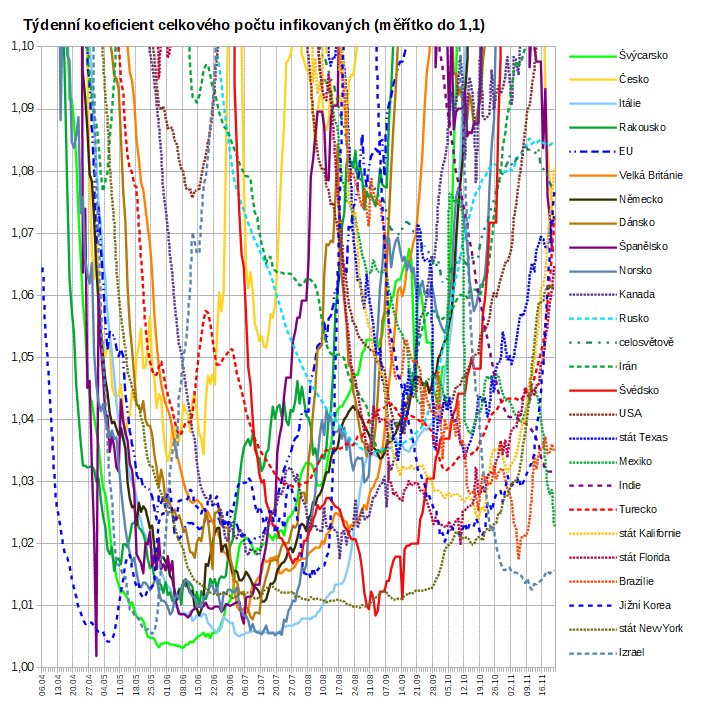 Týdenní koeficient celkového počtu infikovaných (měřítko do 1,1)
1,10
1,09
1,08
1,07
1,06
1,05
1,04
1,03
1,02
1,01
1,00
06.04
13.04
20.04
27.04
04.05
11.05
18.05
25.05
01.06
08.06
15.06
22.06
29.06
06.07
13.07
20.07
27.07
03.08
10.08
17.08
24.08
31.08
07.09
14.09
21.09
28.09
05.10
12.10
19.10
26.10
02.11
09.11
16.11
Švýcarsko
Česko
Itálie
Rakousko
EU
Velká Británie
Německo
Dánsko
Španělsko
Norsko
Kanada
Rusko
celosvětově
Írán
Švédsko
USA
stát Texas
Mexiko
Indie
Turecko
stát Kalifornie
stát Florida
Brazílie
Jižní Korea
stát NewYork
Izrael